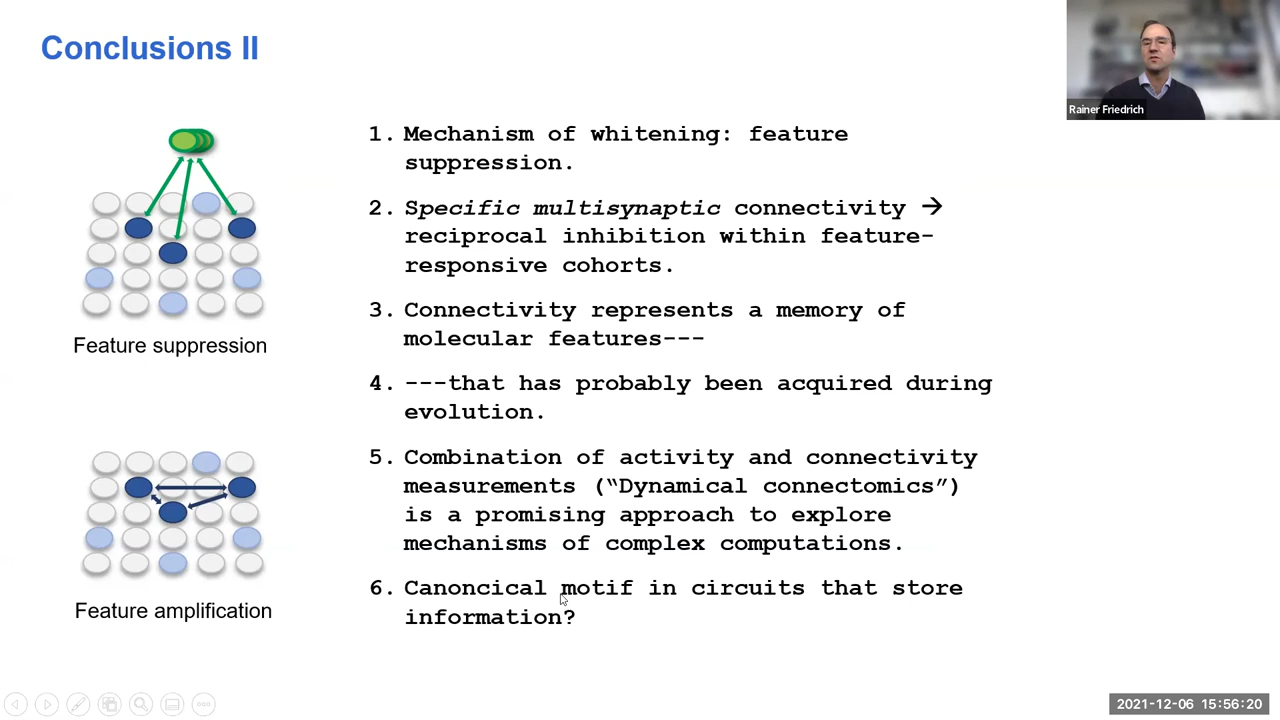 Conclusions II
Rainer Friedrich
1. Mechanism of whitening: feature
suppression.
2. Specific multisynaptic connectivity →
reciprocal inhibition within feature-
responsive cohorts.
3. Connectivity represents a memory of
molecular features---
4. ---that has probably been acquired during
evolution.
5. Combination of activity and connectivity
measurements (“Dynamical connectomics”)
is a promising approach to explore
mechanisms of complex computations.
6. Canoncical motif in circuits that store
information?
Feature suppression
Feature amplification
2021-12-06 15:56:20